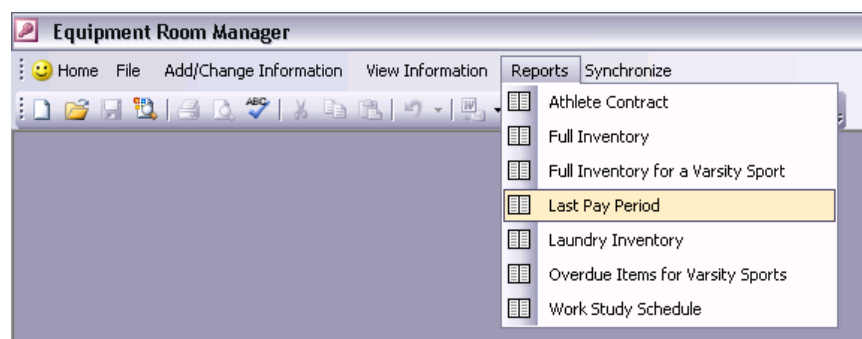 Equipment Room Manager
Home File Add/Change Information View Information Reports Synchronize
ABC
W
Athlete Contract
Full Inventory
Full Inventory for a Varsity Sport
Last Pay Period
Laundry Inventory
Overdue Items for Varsity Sports
Work Study Schedule